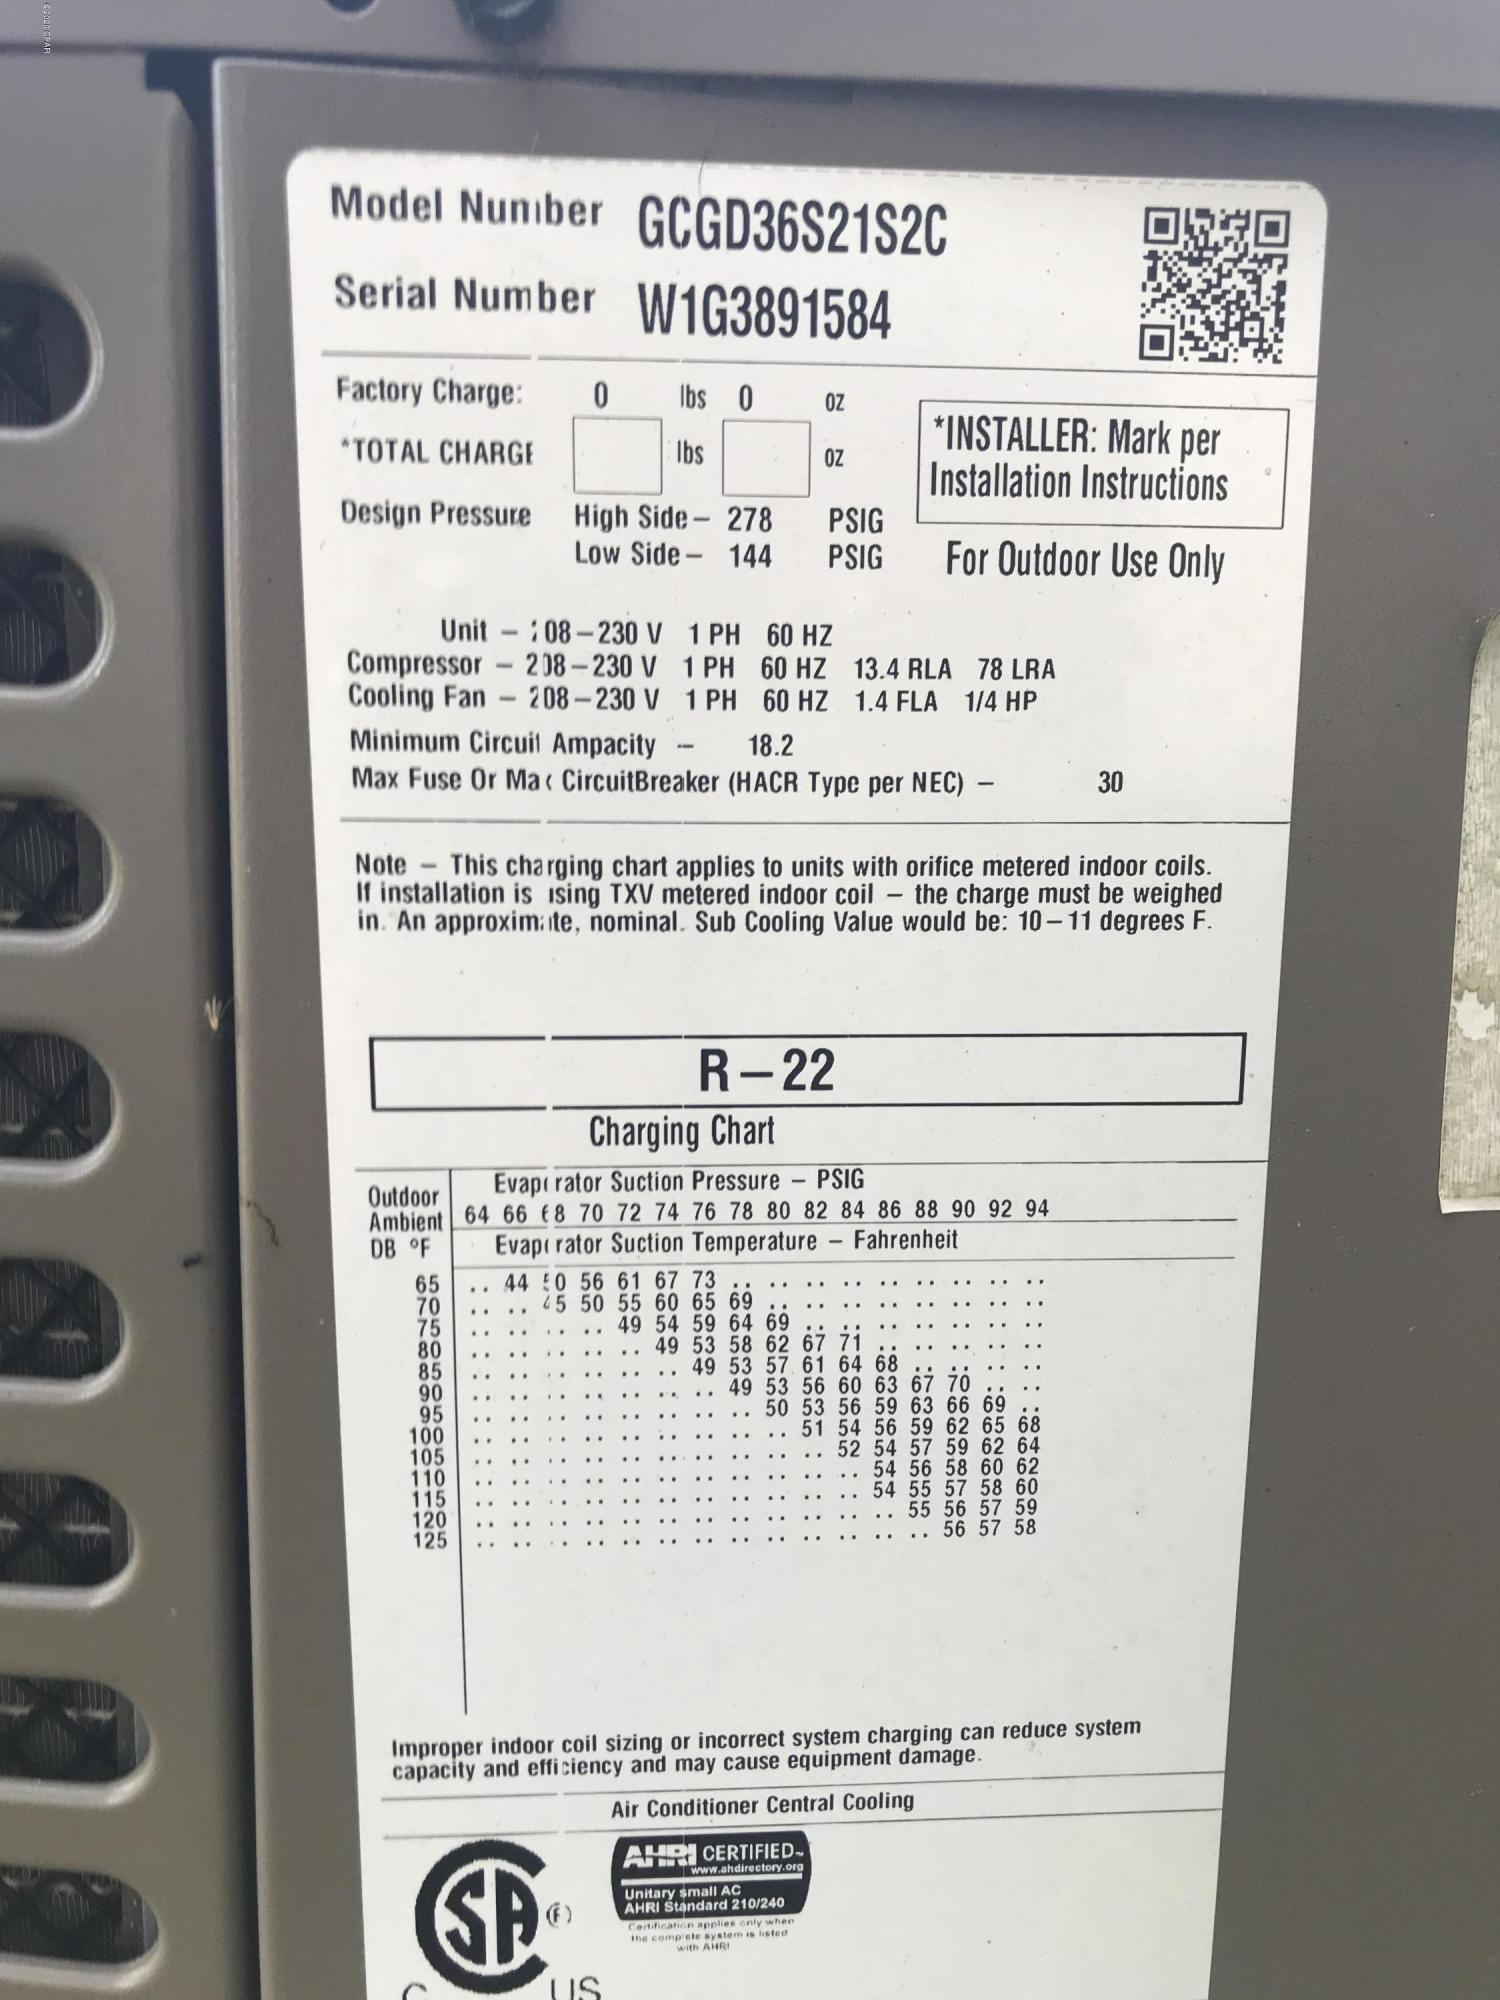 ©2021 GFAR
Model Number GCGD36S21S2C
Serial Number W1G3891584
Factory Charge: 0 lbs 0 oz
*TOTAL CHARGE lbs oz
*INSTALLER: Mark per
Installation Instructions
Design Pressure High Side – 278 PSIG
Low Side – 144 PSIG
For Outdoor Use Only
Unit – 208–230 V 1 PH 60 HZ
Compressor – 208–230 V 1 PH 60 HZ 13.4 RLA 78 LRA
Cooling Fan – 208–230 V 1 PH 60 HZ 1.4 FLA 1/4 HP
Minimum Circuit Ampacity – 18.2
Max Fuse Or Max CircuitBreaker (HACR Type per NEC) – 30
Note – This charging chart applies to units with orifice metered indoor coils.
If installation is using TXV metered indoor coil – the charge must be weighed
in. An approximate, nominal. Sub Cooling Value would be: 10–11 degrees F.
R–22
Charging Chart
Outdoor
Ambient
DB °F
Evaporator Suction Pressure – PSIG
64 66 68 70 72 74 76 78 80 82 84 86 88 90 92 94
Evaporator Suction Temperature – Fahrenheit
65 .. 44 50 56 61 67 73 .. .. .. .. .. .. .. .. ..
70 .. .. 45 50 55 60 65 69 .. .. .. .. .. .. .. ..
75 .. .. .. .. 49 54 59 64 69 .. .. .. .. .. .. ..
80 .. .. .. .. .. 49 53 58 62 67 71 .. .. .. .. ..
85 .. .. .. .. .. .. 49 53 57 61 64 68 .. .. .. ..
90 .. .. .. .. .. .. .. 49 53 56 60 63 67 70 .. ..
95 .. .. .. .. .. .. .. .. 50 53 56 59 63 66 69 ..
100 .. .. .. .. .. .. .. .. .. 51 54 56 59 62 65 68
105 .. .. .. .. .. .. .. .. .. .. 52 54 57 59 62 64
110 .. .. .. .. .. .. .. .. .. .. .. 54 56 58 60 62
115 .. .. .. .. .. .. .. .. .. .. .. 54 55 57 58 60
120 .. .. .. .. .. .. .. .. .. .. .. .. 55 56 57 59
125 .. .. .. .. .. .. .. .. .. .. .. .. .. 56 57 58
Improper indoor coil sizing or incorrect system charging can reduce system
capacity and efficiency and may cause equipment damage.
Air Conditioner Central Cooling
SA (F)
C US
AHRI CERTIFIED™
www.ahdirectory.org
Unitary small AC
AHRI Standard 210/240
Certification applies only when
the complete system is listed
with AHRI